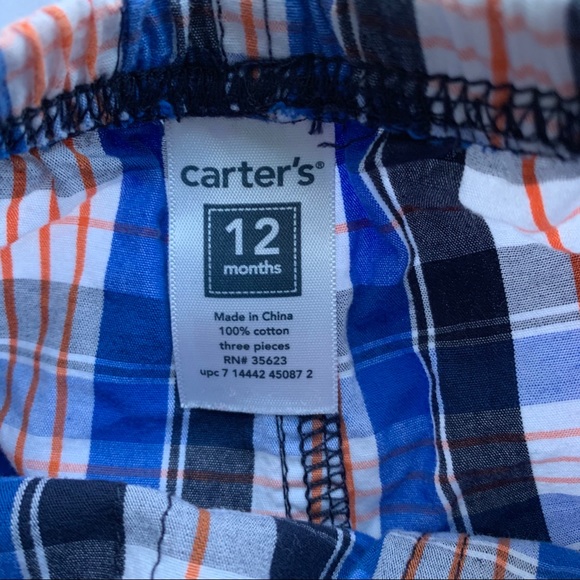 carter's®
12
months
Made in China
100% cotton
three pieces
RN# 35623
upc 7 14442 45087 2